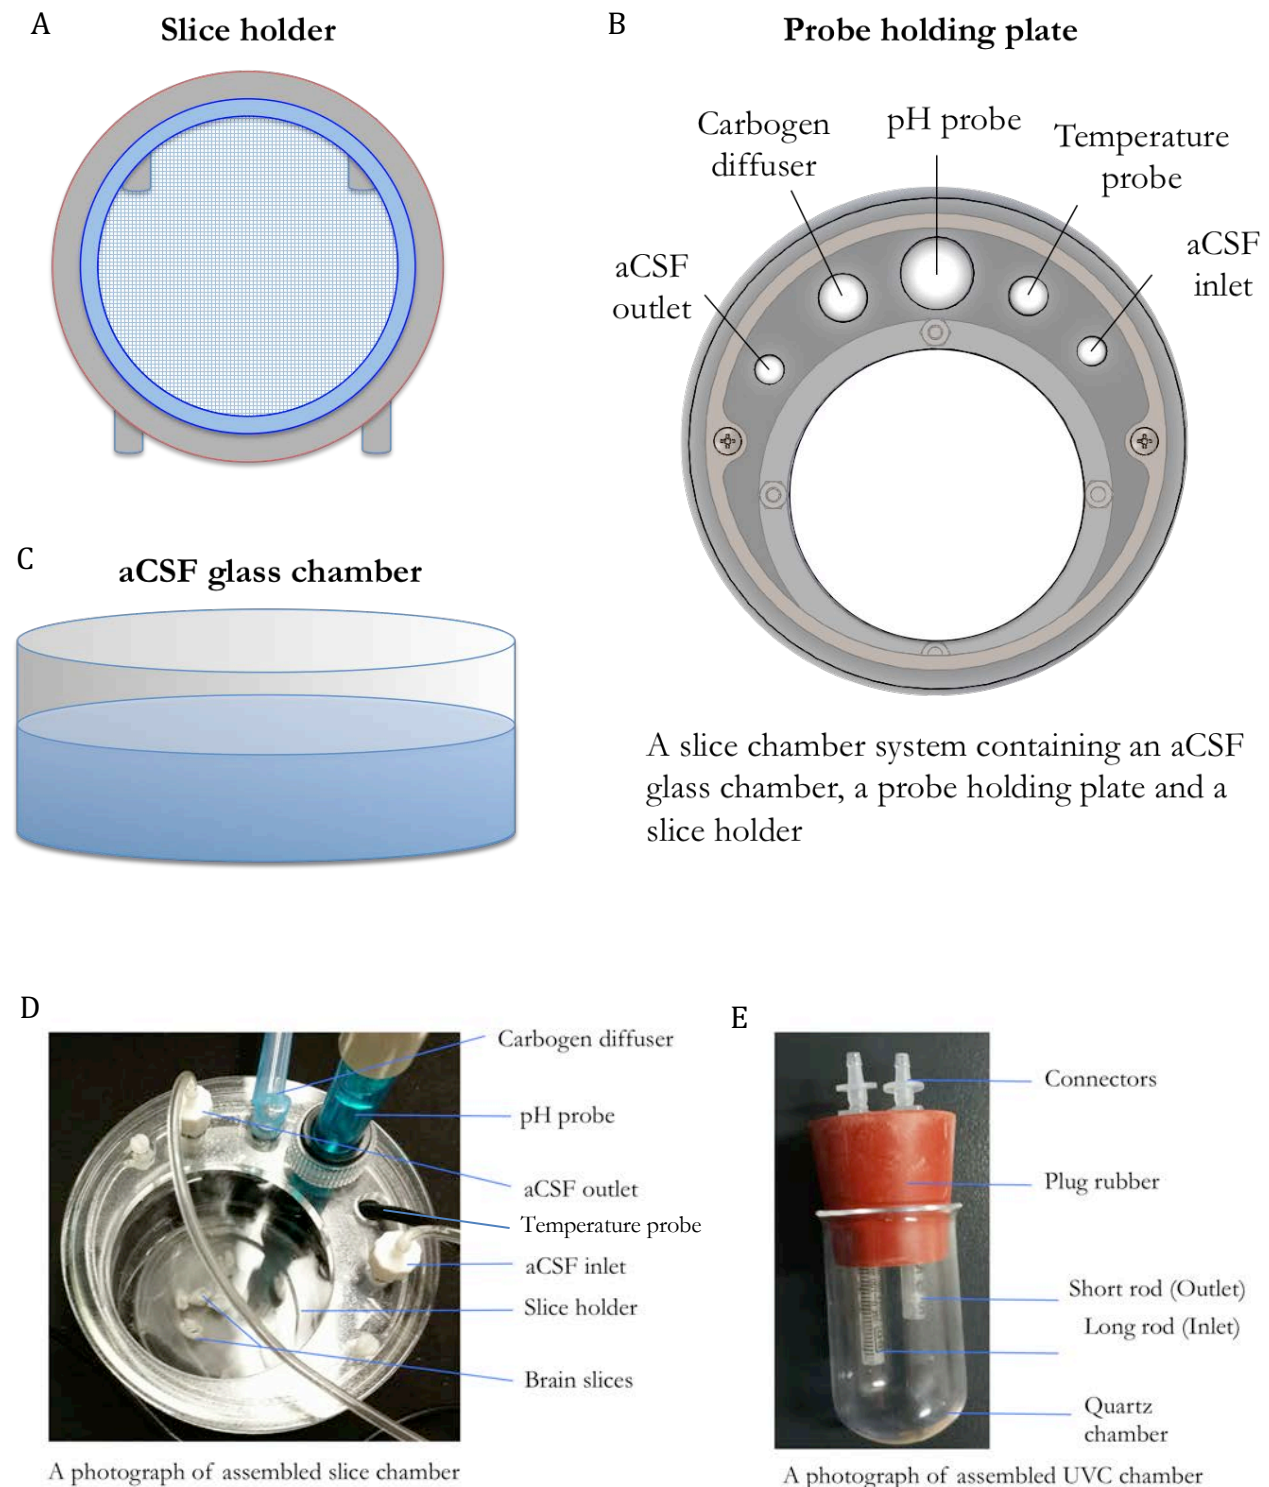 A
Slice holder
B
Probe holding plate
Carbogen
diffuser
pH probe
Temperature
probe
aCSF
outlet
aCSF
inlet
C
aCSF glass chamber
A slice chamber system containing an aCSF
glass chamber, a probe holding plate and a
slice holder
D
Carbogen diffuser
pH probe
aCSF outlet
Temperature probe
aCSF inlet
Slice holder
Brain slices
A photograph of assembled slice chamber
E
Connectors
Plug rubber
Short rod (Outlet)
Long rod (Inlet)
Quartz
chamber
A photograph of assembled UVC chamber